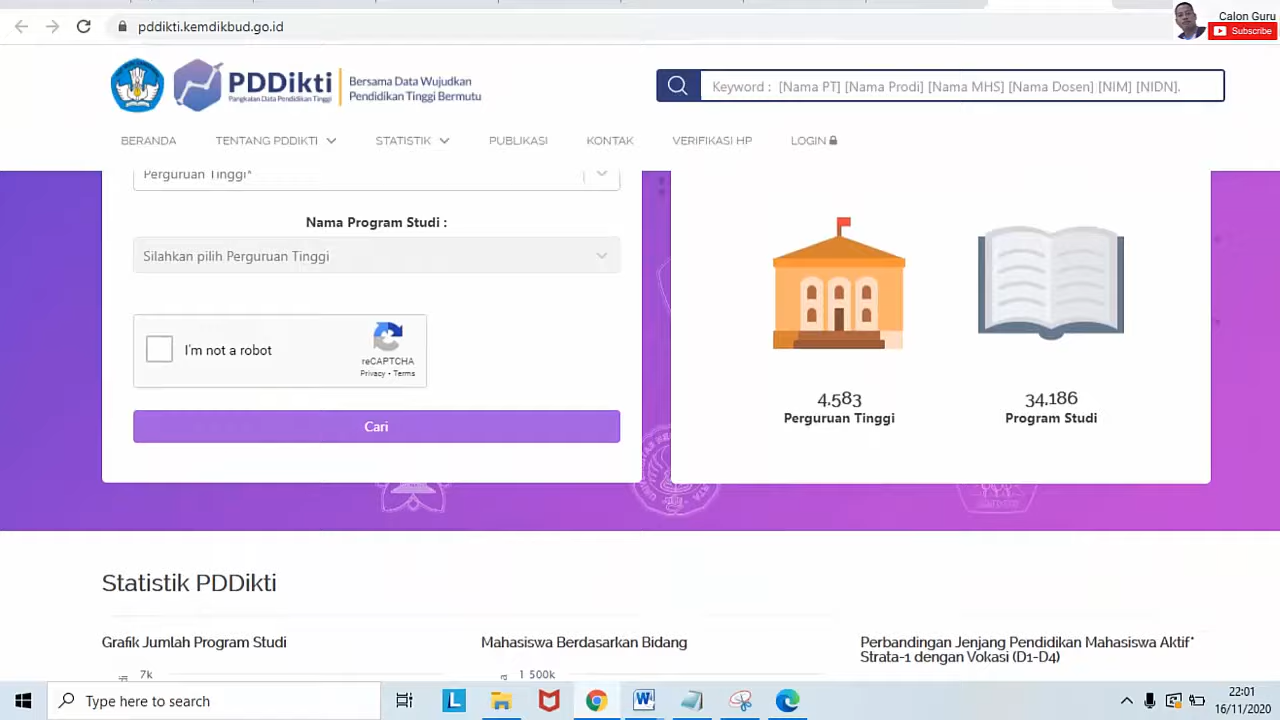 pddikti.kemdikbud.go.id
Calon Guru
Subscribe
PDDikti
Pangkalan Data Pendidikan Tinggi
Bersama Data Wujudkan
Pendidikan Tinggi Bermutu
Keyword : [Nama PT] [Nama Prodi] [Nama MHS] [Nama Dosen] [NIM] [NIDN].
BERANDA TENTANG PDDIKTI STATISTIK PUBLIKASI KONTAK VERIFIKASI HP LOGIN
Perguruan Tinggi*
Nama Program Studi :
Silahkan pilih Perguruan Tinggi
I'm not a robot
reCAPTCHA
Privacy • Terms
Cari
4.583
Perguruan Tinggi
34.186
Program Studi
Statistik PDDikti
Grafik Jumlah Program Studi
7k
Mahasiswa Berdasarkan Bidang
1 500k
Perbandingan Jenjang Pendidikan Mahasiswa Aktif*
Strata-1 dengan Vokasi (D1-D4)
Type here to search
22:01
16/11/2020